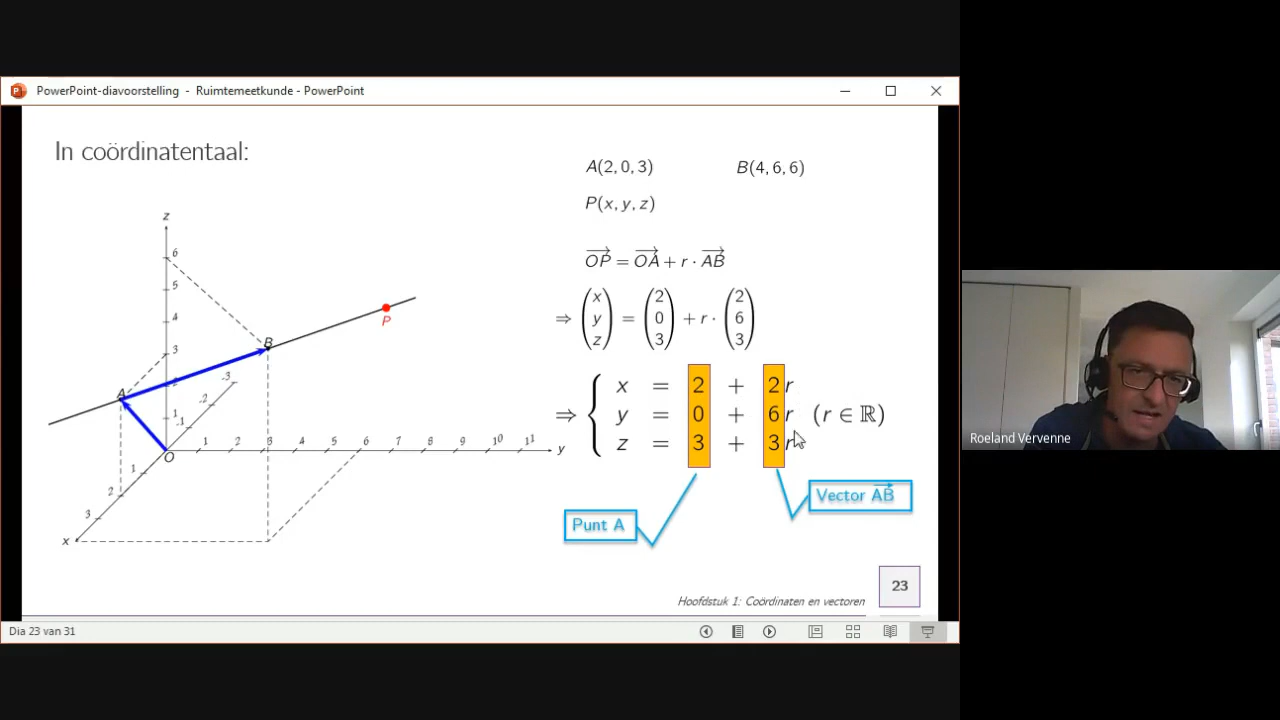 PowerPoint-diavoorstelling - Ruimtemeetkunde - PowerPoint
In coördinatentaal:
A(2, 0, 3) B(4, 6, 6)
P(x, y, z)
OP = OA + r · AB
⇒ (x y z) = (2 0 3) + r · (2 6 3)
x = 2 + 2r
⇒ y = 0 + 6r (r ∈ ℝ)
z = 3 + 3r
Vector AB
Punt A
z
6
5
4
3
2
1
P
B
A
.3
.2
.1
O
1 2 3 4 5 6 7 8 9 10 11 y
1
2
3
x
23
Hoofdstuk 1: Coördinaten en vectoren
Dia 23 van 31
Roeland Vervenne